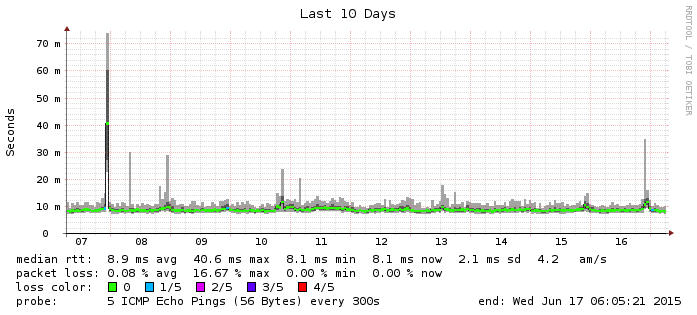 Last 10 Days
RRDTOOL / TOBI OETIKER
Seconds
70 m
60 m
50 m
40 m
30 m
20 m
10 m
0
07 08 09 10 11 12 13 14 15 16
median rtt: 8.9 ms avg 40.6 ms max 8.1 ms min 8.1 ms now 2.1 ms sd 4.2 am/s
packet loss: 0.08 % avg 16.67 % max 0.00 % min 0.00 % now
loss color: 0 1/5 2/5 3/5 4/5
probe: 5 ICMP Echo Pings (56 Bytes) every 300s end: Wed Jun 17 06:05:21 2015